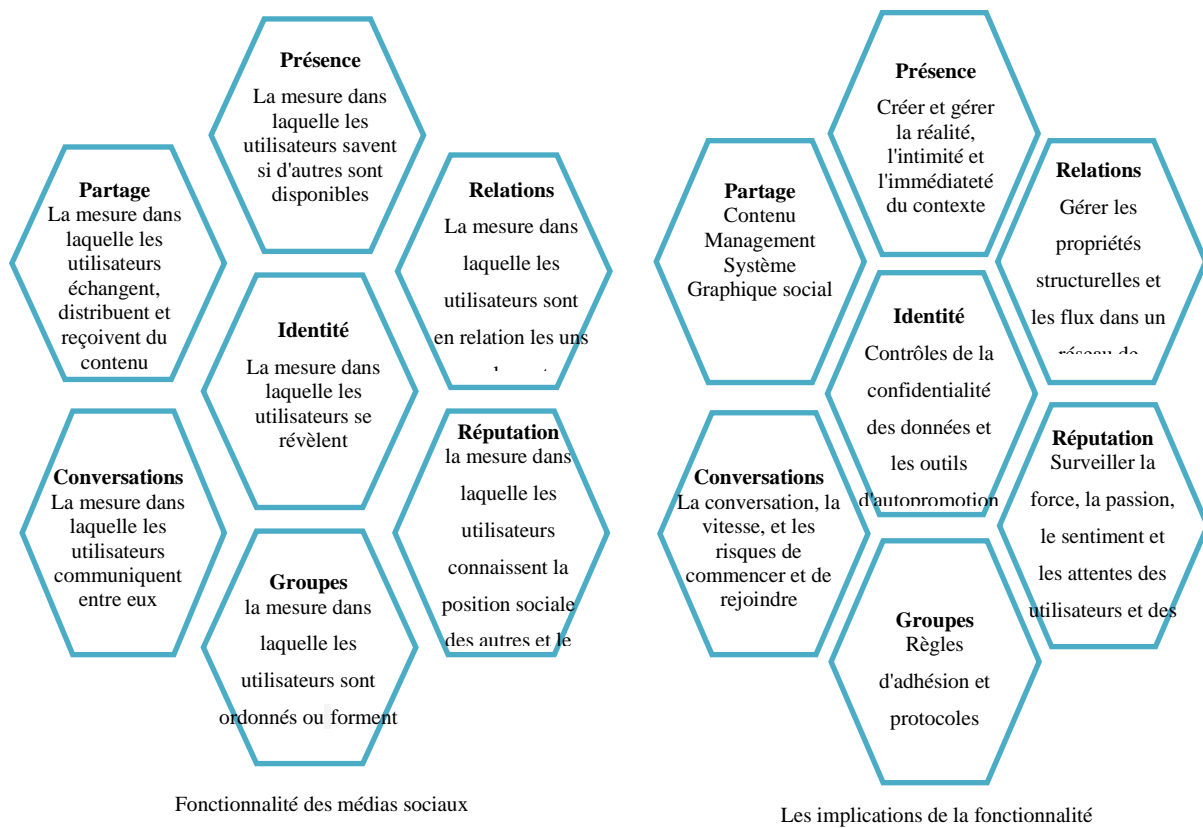 Présence
La mesure dans
laquelle les
utilisateurs savent
si d'autres sont
disponibles
Partage
La mesure dans
laquelle les
utilisateurs
échangent,
distribuent et
reçoivent du
contenu
Relations
La mesure dans
laquelle les
utilisateurs sont
en relation les uns
Identité
La mesure dans
laquelle les
utilisateurs se
révèlent
Conversations
La mesure dans
laquelle les
utilisateurs
communiquent
entre eux
Réputation
la mesure dans
laquelle les
utilisateurs
connaissent la
position sociale
des autres et le
Groupes
la mesure dans
laquelle les
utilisateurs sont
ordonnés ou forment
Fonctionnalité des médias sociaux
Présence
Créer et gérer
la réalité,
l'intimité et
l'immédiateté
du contexte
Partage
Contenu
Management
Système
Graphique social
Relations
Gérer les
propriétés
structurelles et
les flux dans un
réseau de
Identité
Contrôles de la
confidentialité
des données et
les outils
d'autopromotion
Conversations
La conversation, la
vitesse, et les
risques de
commencer et de
rejoindre
Réputation
Surveiller la
force, la passion,
le sentiment et
les attentes des
utilisateurs et des
Groupes
Règles
d'adhésion et
protocoles
Les implications de la fonctionnalité